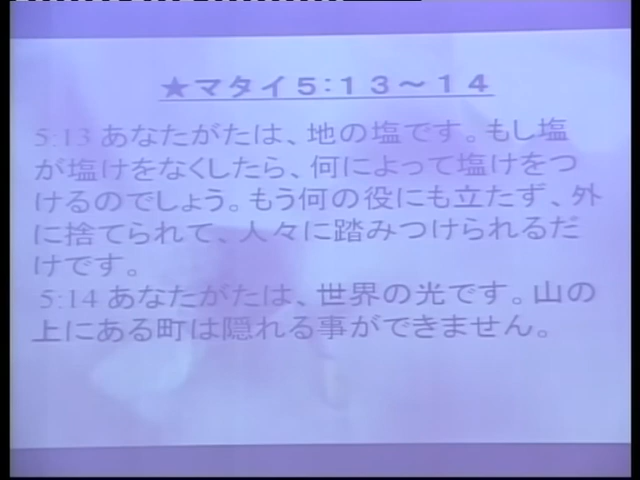 ★マタイ５：１３～１４
5:13 あなたがたは、地の塩です。もし塩
が塩けをなくしたら、何によって塩けをつ
けるのでしょう。もう何の役にも立たず、外
に捨てられて、人々に踏みつけられるだ
けです。
5:14 あなたがたは、世界の光です。山の
上にある町は隠れる事ができません。